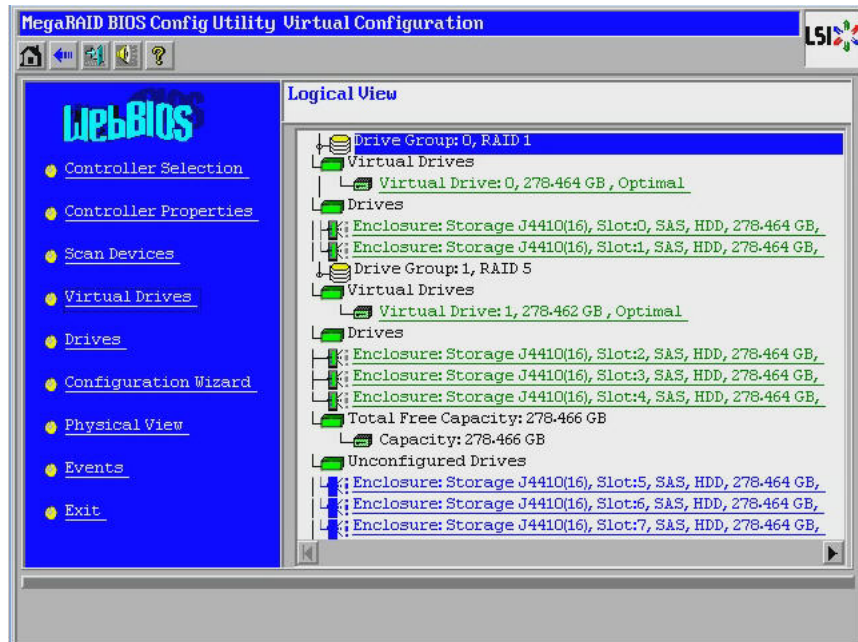 MegaRAID BIOS Config Utility Virtual Configuration
LSI
WebBIOS
Controller Selection
Controller Properties
Scan Devices
Virtual Drives
Drives
Configuration Wizard
Physical View
Events
Exit
Logical View
Drive Group: 0, RAID 1
Virtual Drives
Virtual Drive: 0, 278.464 GB , Optimal
Drives
Enclosure: Storage J4410(16), Slot:0, SAS, HDD, 278.464 GB,
Enclosure: Storage J4410(16), Slot:1, SAS, HDD, 278.464 GB,
Drive Group: 1, RAID 5
Virtual Drives
Virtual Drive: 1, 278.462 GB , Optimal
Drives
Enclosure: Storage J4410(16), Slot:2, SAS, HDD, 278.464 GB,
Enclosure: Storage J4410(16), Slot:3, SAS, HDD, 278.464 GB,
Enclosure: Storage J4410(16), Slot:4, SAS, HDD, 278.464 GB,
Total Free Capacity: 278.466 GB
Capacity: 278.466 GB
Unconfigured Drives
Enclosure: Storage J4410(16), Slot:5, SAS, HDD, 278.464 GB,
Enclosure: Storage J4410(16), Slot:6, SAS, HDD, 278.464 GB,
Enclosure: Storage J4410(16), Slot:7, SAS, HDD, 278.464 GB,